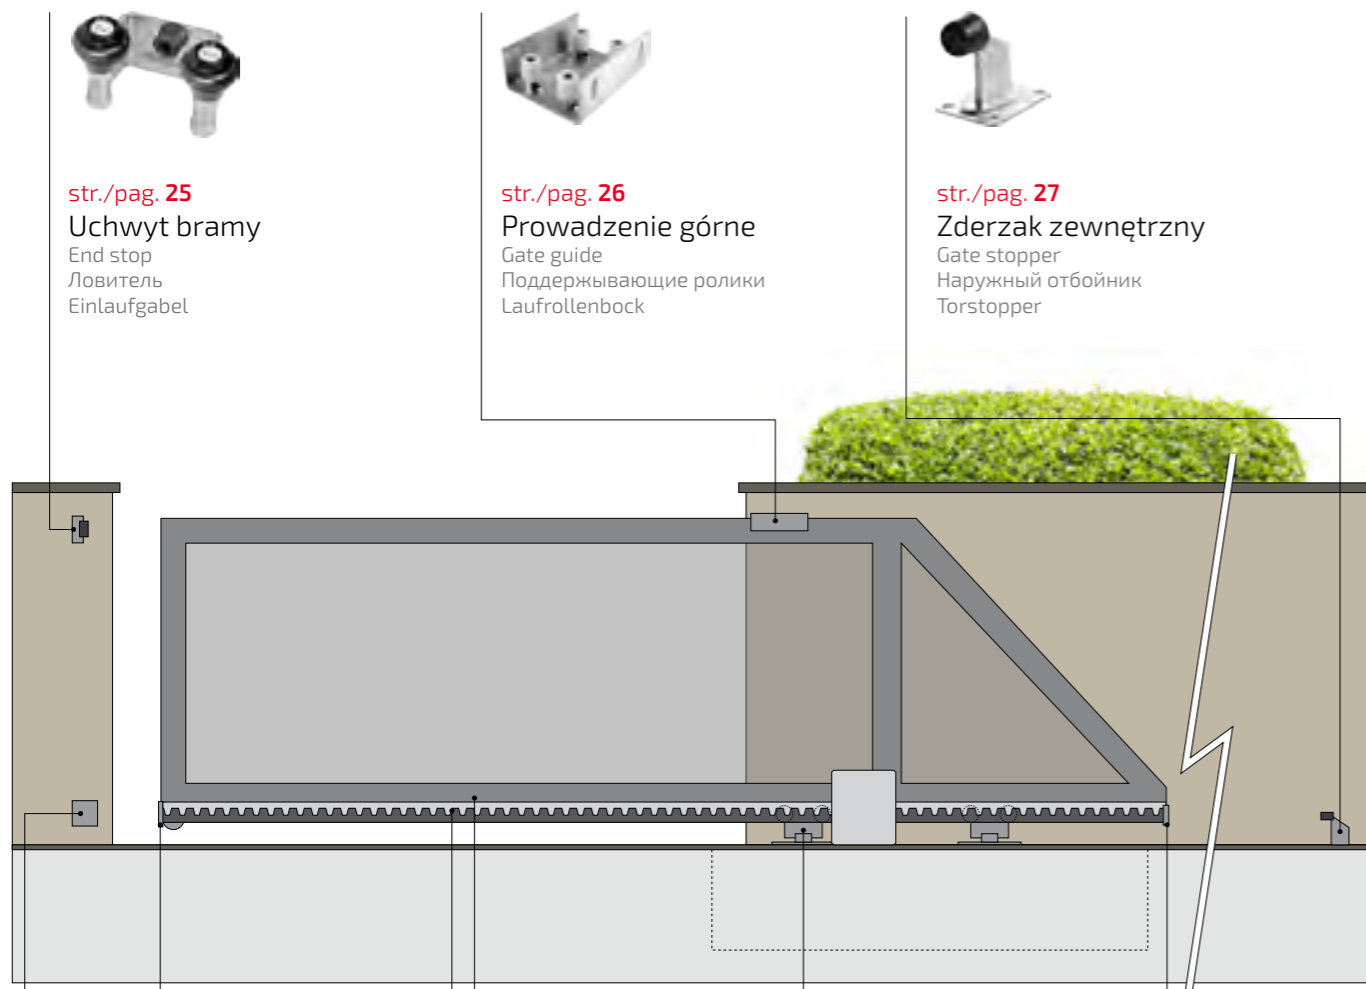 str./pag. 25
Uchwyt bramy
End stop
Ловитель
Einlaufgabel
str./pag. 26
Prowadzenie górne
Gate guide
Поддерживающие ролики
Laufrollenbock
str./pag. 27
Zderzak zewnętrzny
Gate stopper
Наружный отбойник
Torstopper